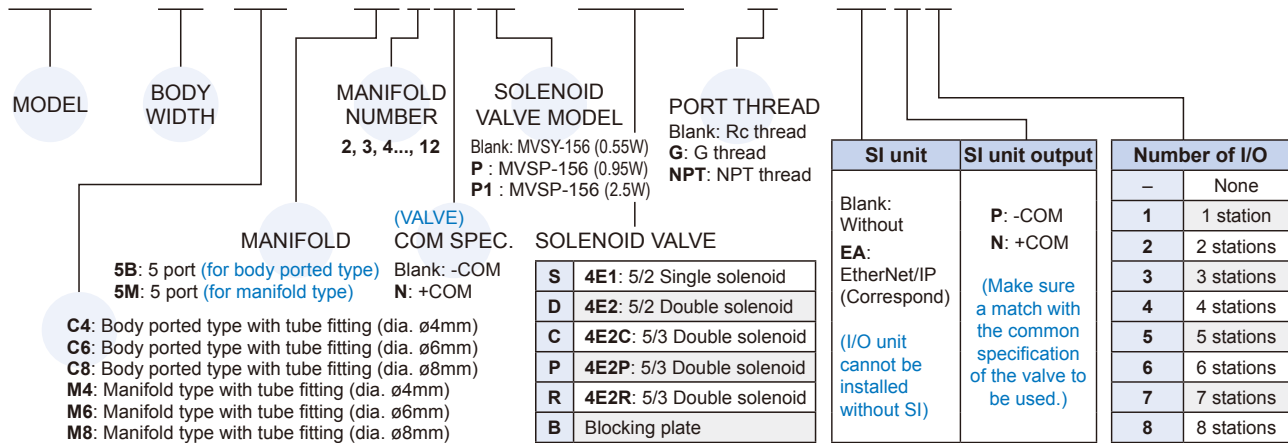 MODEL
BODY
WIDTH
MANIFOLD
NUMBER
2, 3, 4..., 12
SOLENOID
VALVE MODEL
Blank: MVSY-156 (0.55W)
P : MVSP-156 (0.95W)
P1 : MVSP-156 (2.5W)
PORT THREAD
Blank: Rc thread
G: G thread
NPT: NPT thread
MANIFOLD
5B: 5 port (for body ported type)
5M: 5 port (for manifold type)
(VALVE)
COM SPEC.
Blank: -COM
N: +COM
C4: Body ported type with tube fitting (dia. ø4mm)
C6: Body ported type with tube fitting (dia. ø6mm)
C8: Body ported type with tube fitting (dia. ø8mm)
M4: Manifold type with tube fitting (dia. ø4mm)
M6: Manifold type with tube fitting (dia. ø6mm)
M8: Manifold type with tube fitting (dia. ø8mm)
SOLENOID VALVE
S 4E1: 5/2 Single solenoid
D 4E2: 5/2 Double solenoid
C 4E2C: 5/3 Double solenoid
P 4E2P: 5/3 Double solenoid
R 4E2R: 5/3 Double solenoid
B Blocking plate
SI unit
Blank:
Without
EA:
EtherNet/IP
(Correspond)
(I/O unit
cannot be
installed
without SI)
SI unit output
P: -COM
N: +COM
(Make sure
a match with
the common
specification
of the valve to
be used.)
Number of I/O
– None
1 1 station
2 2 stations
3 3 stations
4 4 stations
5 5 stations
6 6 stations
7 7 stations
8 8 stations